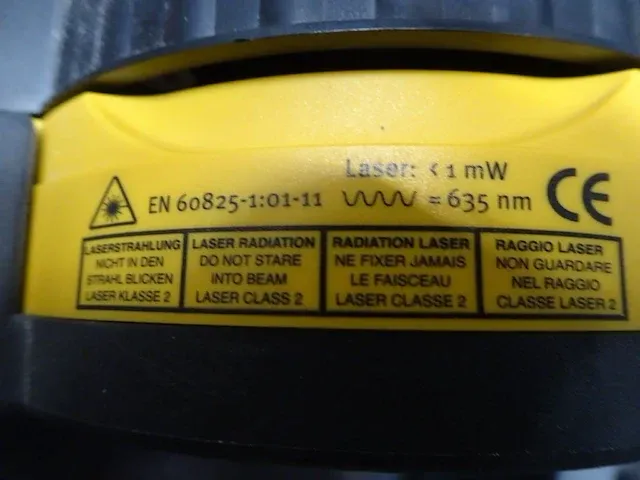 Laser: < 1 mW
EN 60825-1:01-11 = 635 nm CE
LASERSTRAHLUNG
NICHT IN DEN
STRAHL BLICKEN
LASER KLASSE 2
LASER RADIATION
DO NOT STARE
INTO BEAM
LASER CLASS 2
RADIATION LASER
NE FIXER JAMAIS
LE FAISCEAU
LASER CLASSE 2
RAGGIO LASER
NON GUARDARE
NEL RAGGIO
CLASSE LASER 2